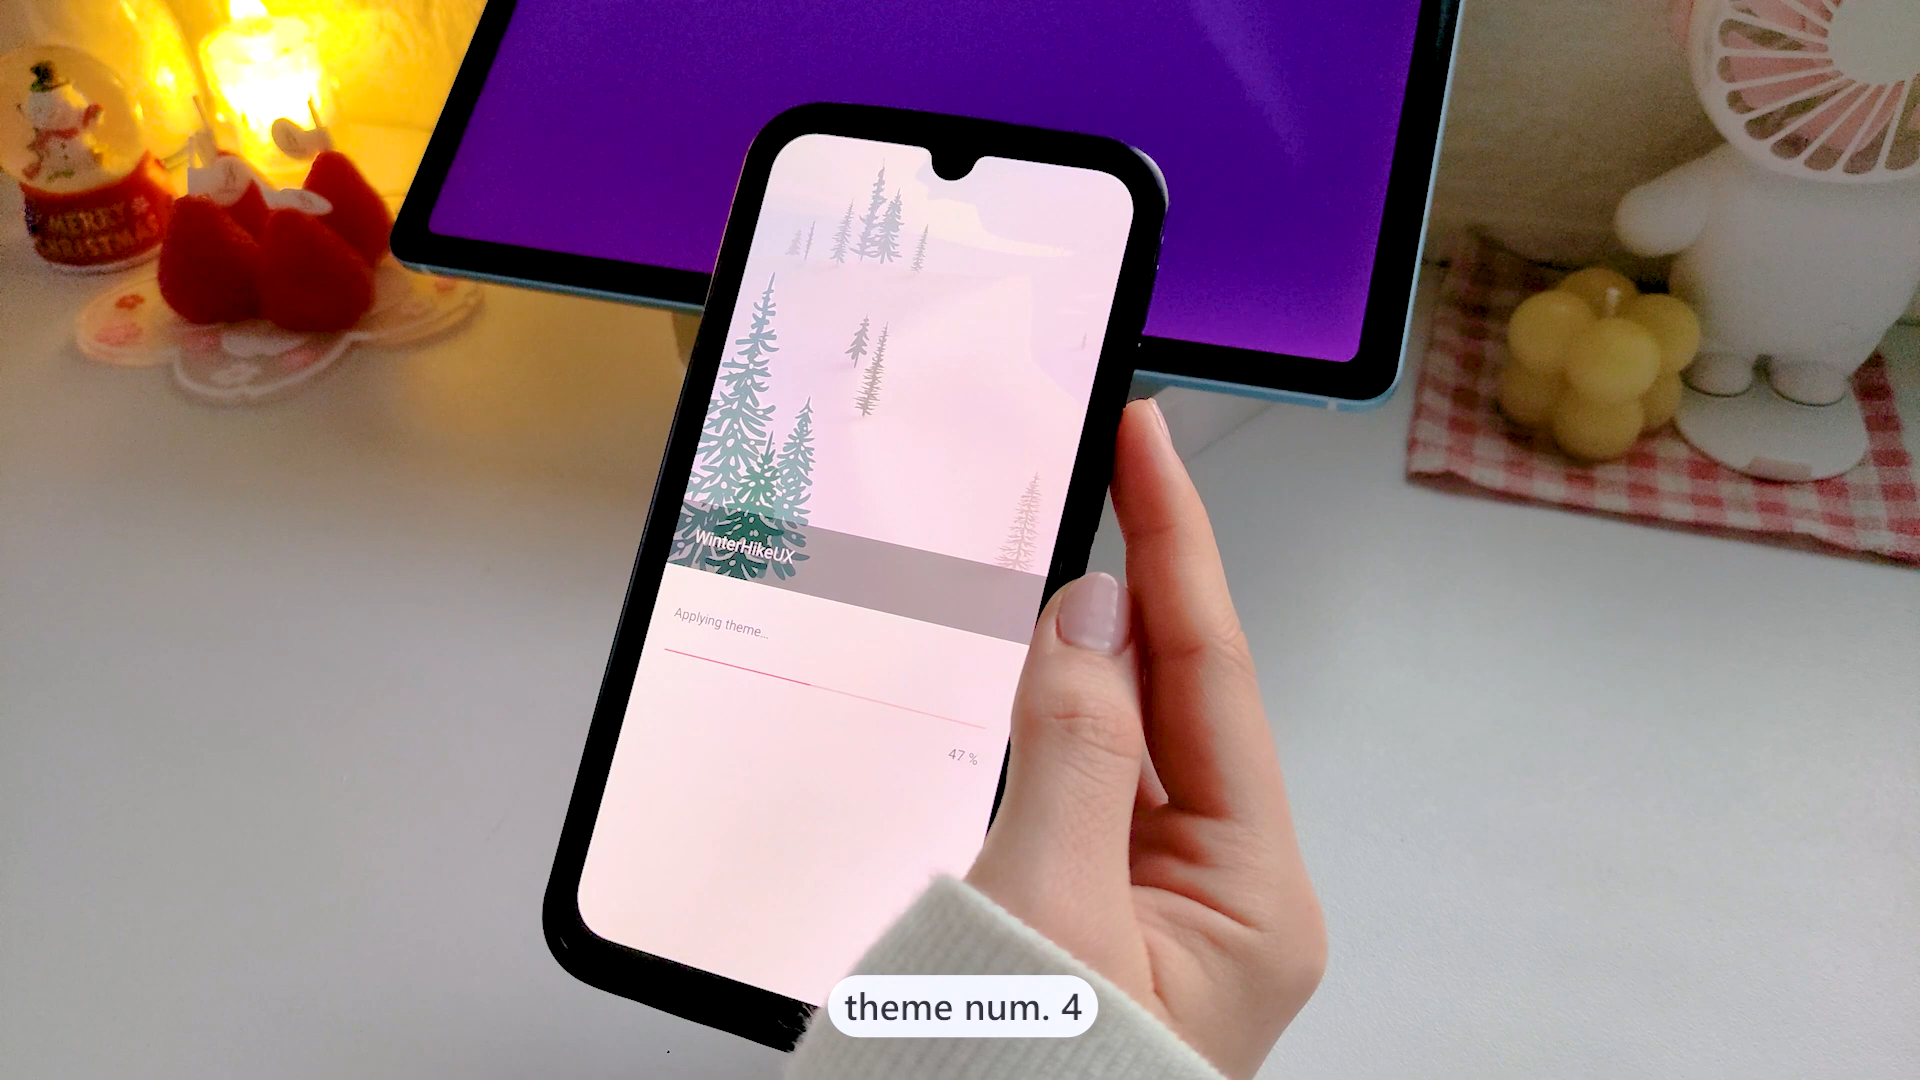 MERRY
CHRISTMAS
WinterHikeUX
Applying theme...
47 %
theme num. 4